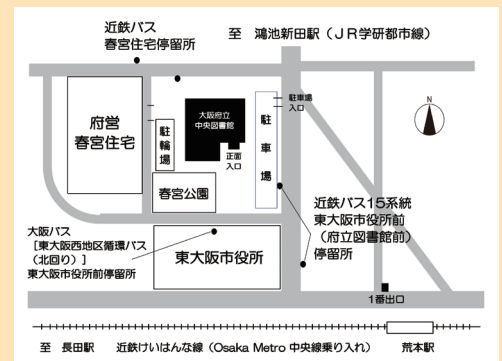 近鉄バス
春宮住宅停留所
至 鴻池新田駅（ＪＲ学研都市線）
府営
春宮住宅
駐輪場
大阪府立
中央図書館
正面
入口
駐車場
駐車場
入口
N
春宮公園
近鉄バス15系統
東大阪市役所前
（府立図書館前）
停留所
大阪バス
［東大阪西地区循環バス
（北回り）］
東大阪市役所前停留所
東大阪市役所
1番出口
至 長田駅
近鉄けいはんな線（Osaka Metro 中央線乗り入れ）
荒本駅